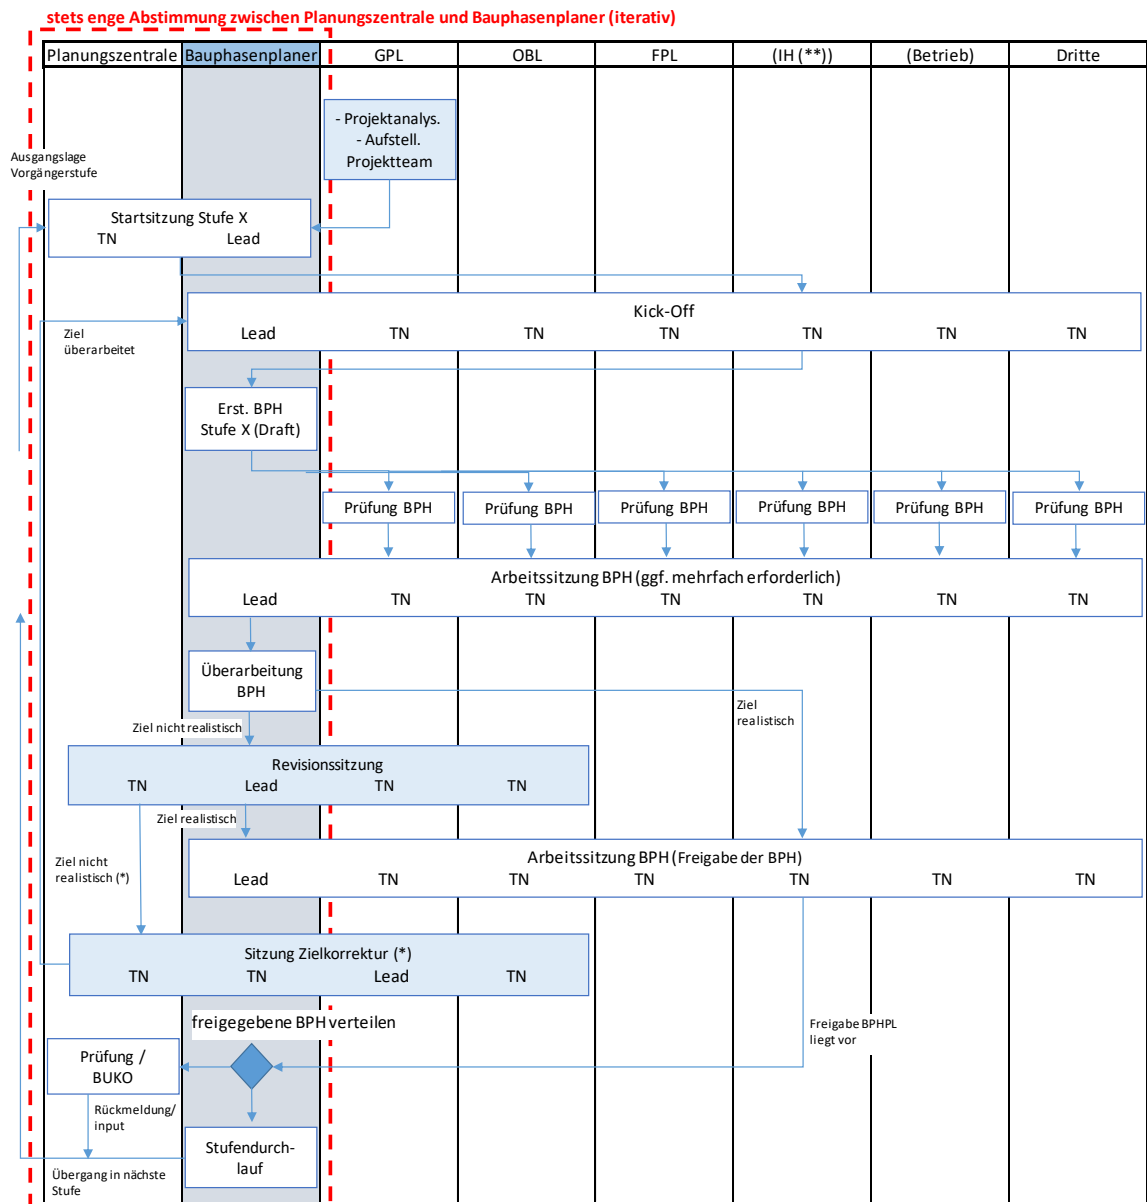 stets enge Abstimmung zwischen Planungszentrale und Bauphasenplaner (iterativ)
Planungszentrale Bauphasenplaner GPL OBL FPL (IH (**)) (Betrieb) Dritte
- Projektanalys.
- Aufstell.
Projektteam
Ausgangslage
Vorgängerstufe
Startsitzung Stufe X
TN Lead
Kick-Off
Lead TN TN TN TN TN TN
Ziel
überarbeitet
Erst. BPH
Stufe X (Draft)
Prüfung BPH Prüfung BPH Prüfung BPH Prüfung BPH Prüfung BPH Prüfung BPH
Arbeitssitzung BPH (ggf. mehrfach erforderlich)
Lead TN TN TN TN TN TN
Überarbeitung
BPH
Ziel nicht realistisch
Ziel
realistisch
Revisionssitzung
TN Lead TN TN
Ziel realistisch
Ziel nicht
realistisch (*)
Arbeitssitzung BPH (Freigabe der BPH)
Lead TN TN TN TN TN TN
Sitzung Zielkorrektur (*)
TN TN Lead TN
freigegebene BPH verteilen
Freigabe BPHPL
liegt vor
Prüfung /
BUKO
Rückmeldung/
input
Stufendurch-
lauf
Übergang in nächste
Stufe